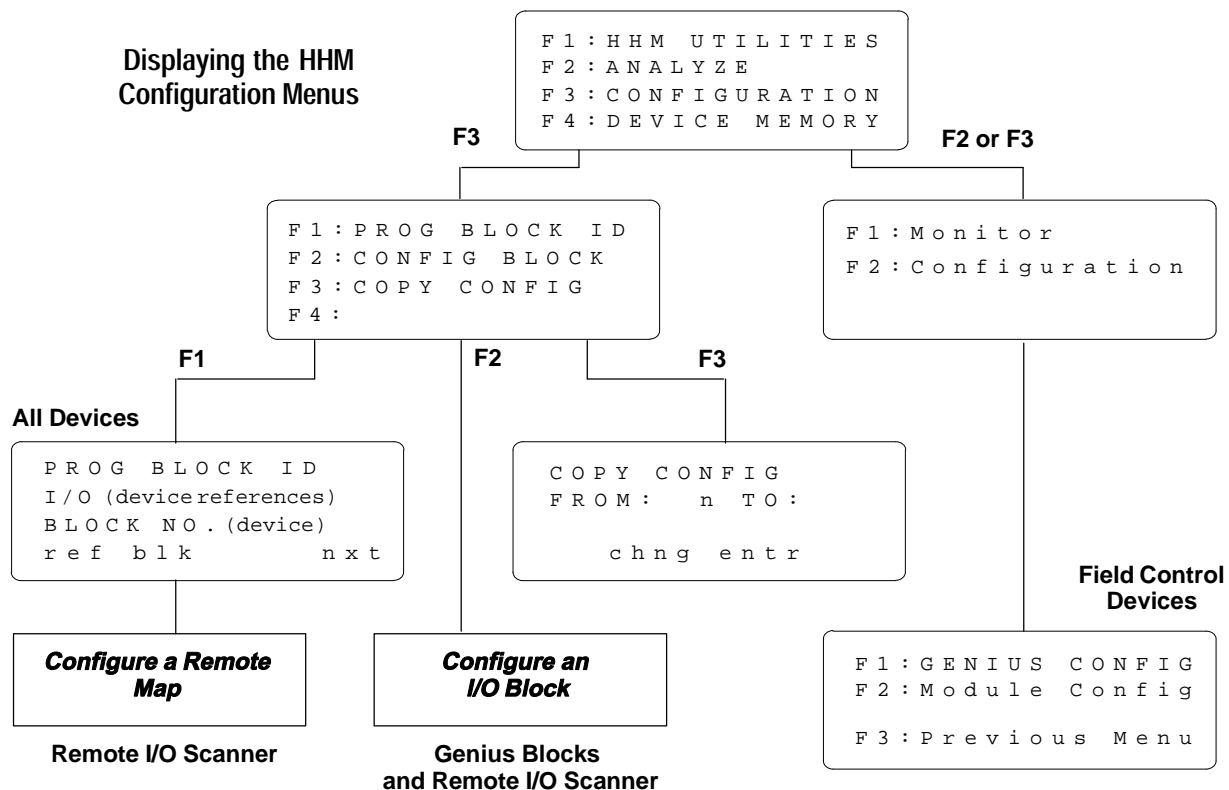 Displaying the HHM
Configuration Menus
F1:HHM UTILITIES
F2:ANALYZE
F3:CONFIGURATION
F4:DEVICE MEMORY
F3
F2 or F3
F1:PROG BLOCK ID
F2:CONFIG BLOCK
F3:COPY CONFIG
F4:
F1:Monitor
F2:Configuration
F1
F2
F3
All Devices
PROG BLOCK ID
I/O (device references)
BLOCK NO. (device)
ref blk nxt
COPY CONFIG
FROM: n TO:
chng entr
Field Control
Devices
Configure a Remote
Map
Configure an
I/O Block
F1:GENIUS CONFIG
F2:Module Config
F3:Previous Menu
Remote I/O Scanner
Genius Blocks
and Remote I/O Scanner